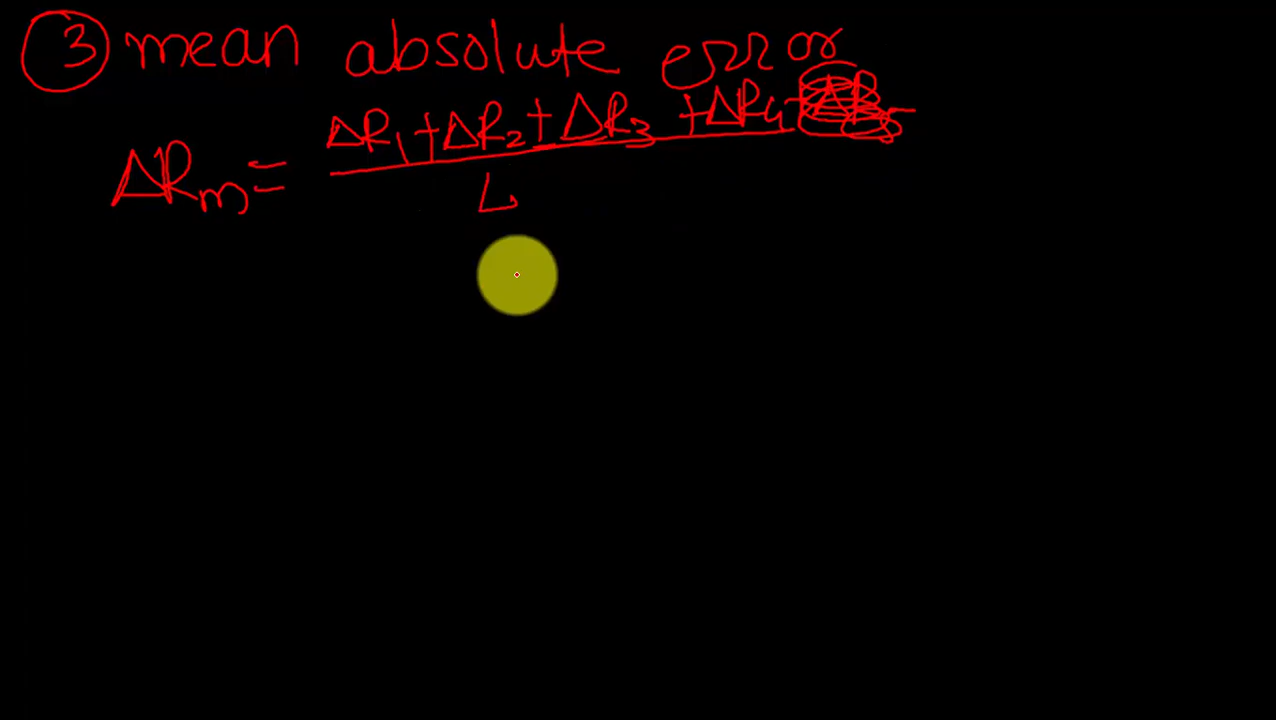 ③ mean absolute error
ΔR₁+ΔR₂+ΔR₃ +ΔR₄
ΔRm=
4